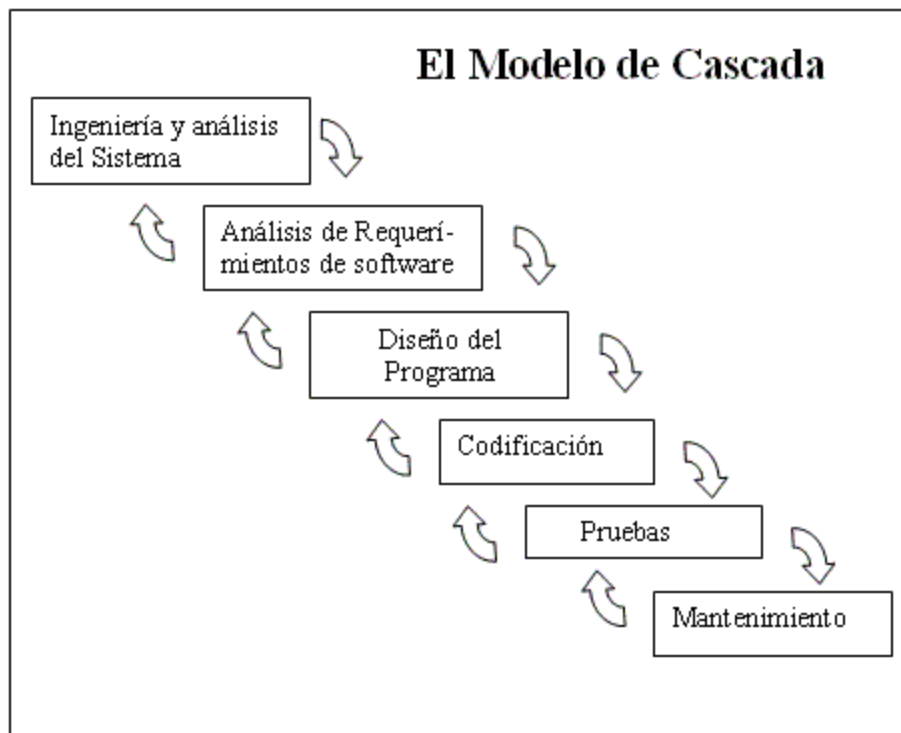 El Modelo de Cascada
Ingeniería y análisis
del Sistema
Análisis de Requerí-
mientos de software
Diseño del
Programa
Codificación
Pruebas
Mantenimiento